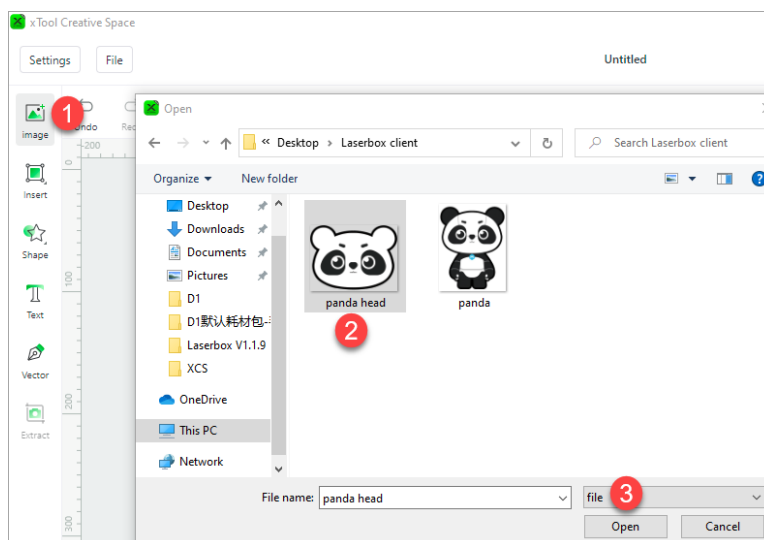 xTool Creative Space
Settings
File
Untitled
1
image
Undo
Insert
Shape
Text
Vector
Extract
-200
0
100
200
300
Open
« Desktop › Laserbox client
Search Laserbox client
Organize
New folder
?
Desktop
Downloads
Documents
Pictures
D1
D1默认耗材包-
Laserbox V1.1.9
XCS
OneDrive
This PC
Network
panda head
panda
2
File name:
panda head
file
3
Open
Cancel